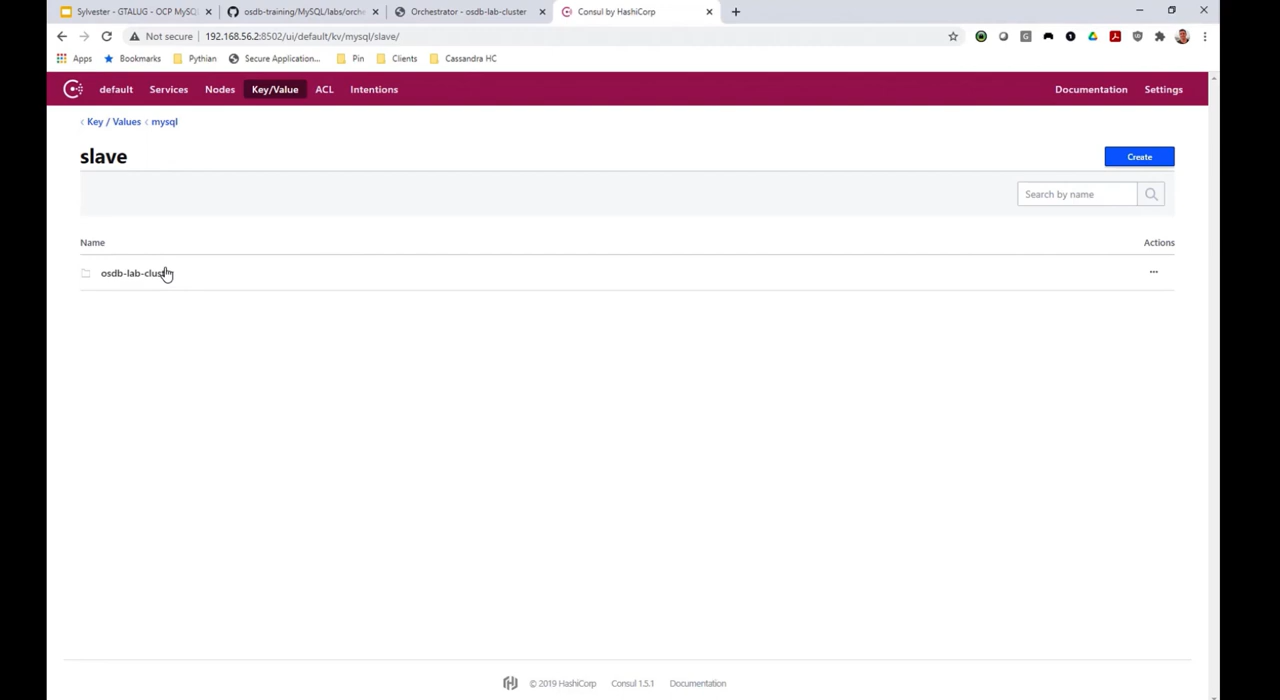 Sylvester - GTALUG - OCP MySQ
osdb-training/MySQL/labs/orche
Orchestrator - osdb-lab-cluster
Consul by HashiCorp
Not secure
192.168.56.2:8502/ui/default/kv/mysql/slave/
Apps
Bookmarks
Pythian
Secure Application...
Pin
Clients
Cassandra HC
default
Services
Nodes
Key/Value
ACL
Intentions
Documentation
Settings
‹ Key / Values ‹ mysql
slave
Create
Search by name
Name
Actions
osdb-lab-clust
© 2019 HashiCorp
Consul 1.5.1
Documentation